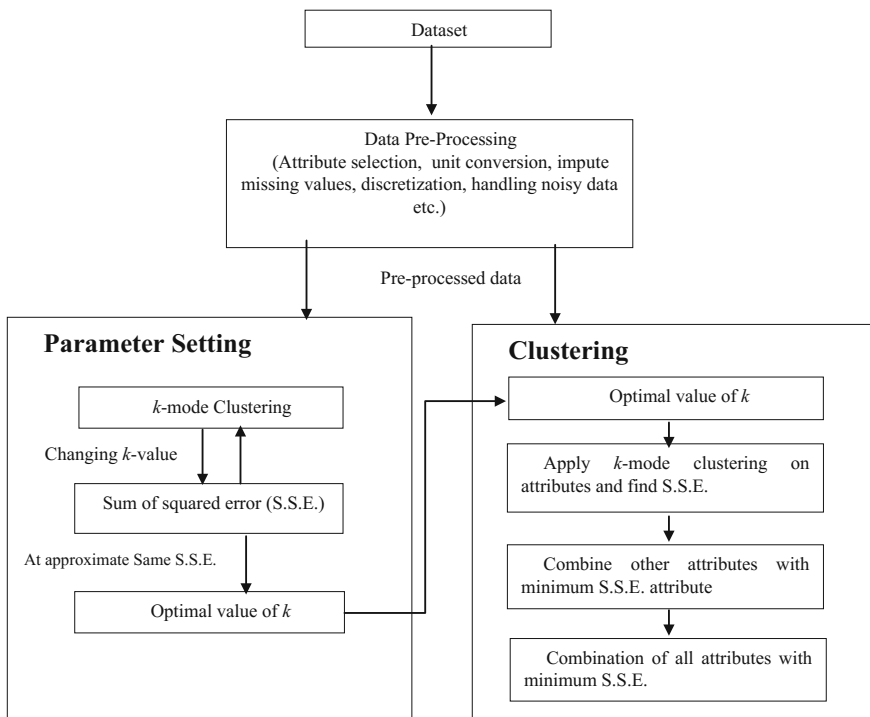 Dataset
Data Pre-Processing
(Attribute selection, unit conversion, impute
missing values, discretization, handling noisy data
etc.)
Pre-processed data
Parameter Setting
k-mode Clustering
Changing k-value
Sum of squared error (S.S.E.)
At approximate Same S.S.E.
Optimal value of k
Clustering
Optimal value of k
Apply k-mode clustering on
attributes and find S.S.E.
Combine other attributes with
minimum S.S.E. attribute
Combination of all attributes with
minimum S.S.E.